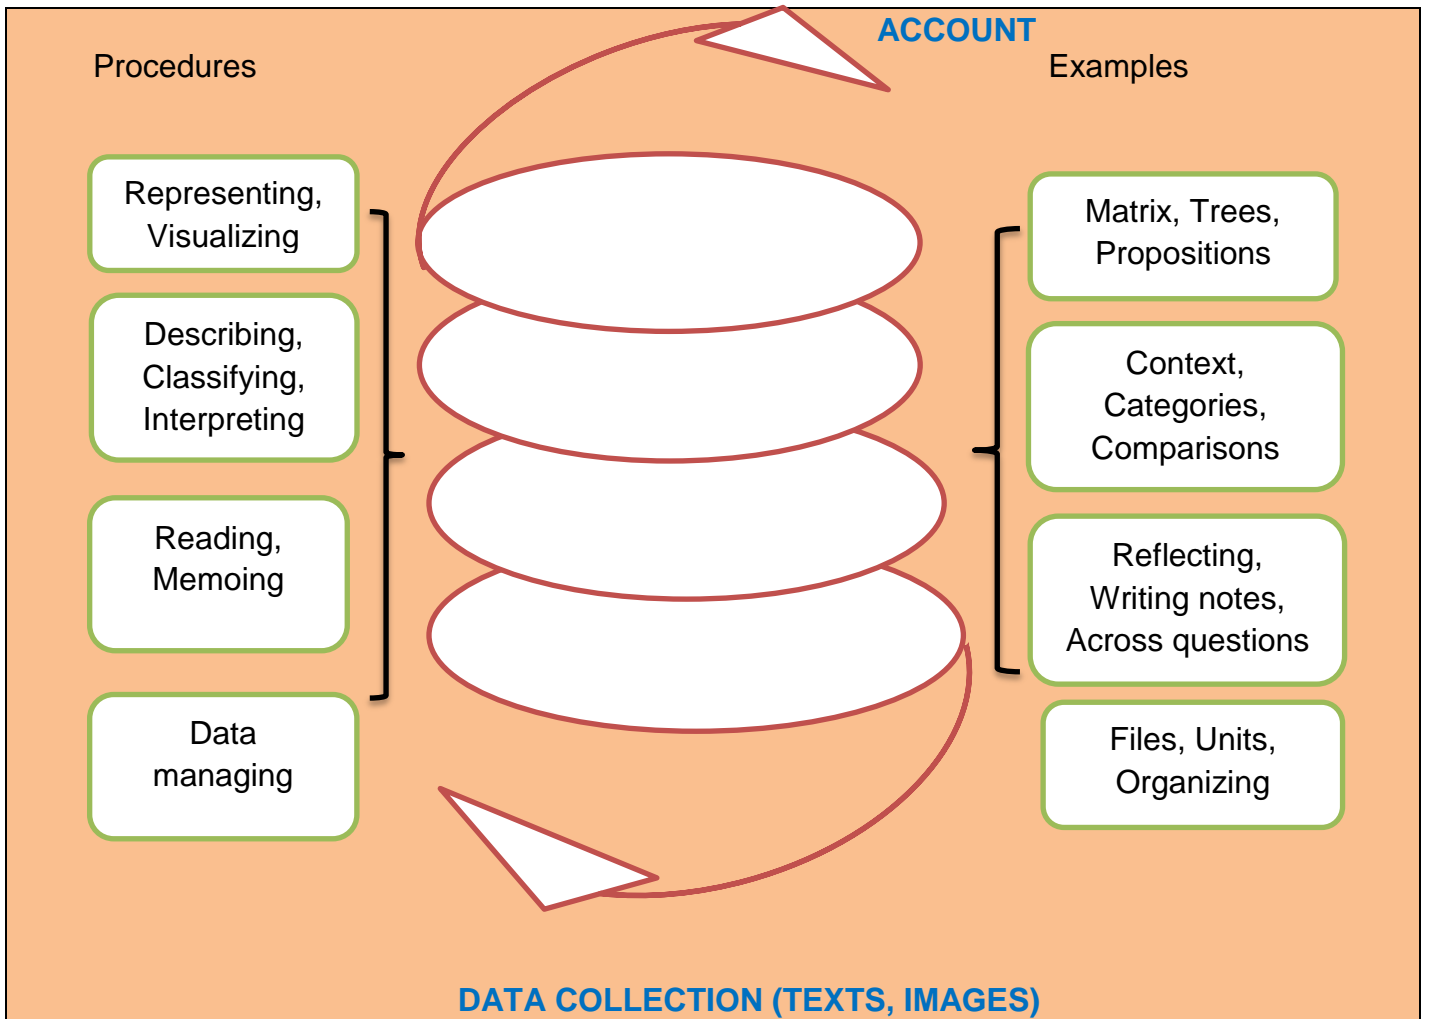 ACCOUNT
Procedures
Examples
Representing,
Visualizing
Matrix, Trees,
Propositions
Describing,
Classifying,
Interpreting
Context,
Categories,
Comparisons
Reading,
Memoing
Reflecting,
Writing notes,
Across questions
Data
managing
Files, Units,
Organizing
DATA COLLECTION (TEXTS, IMAGES)